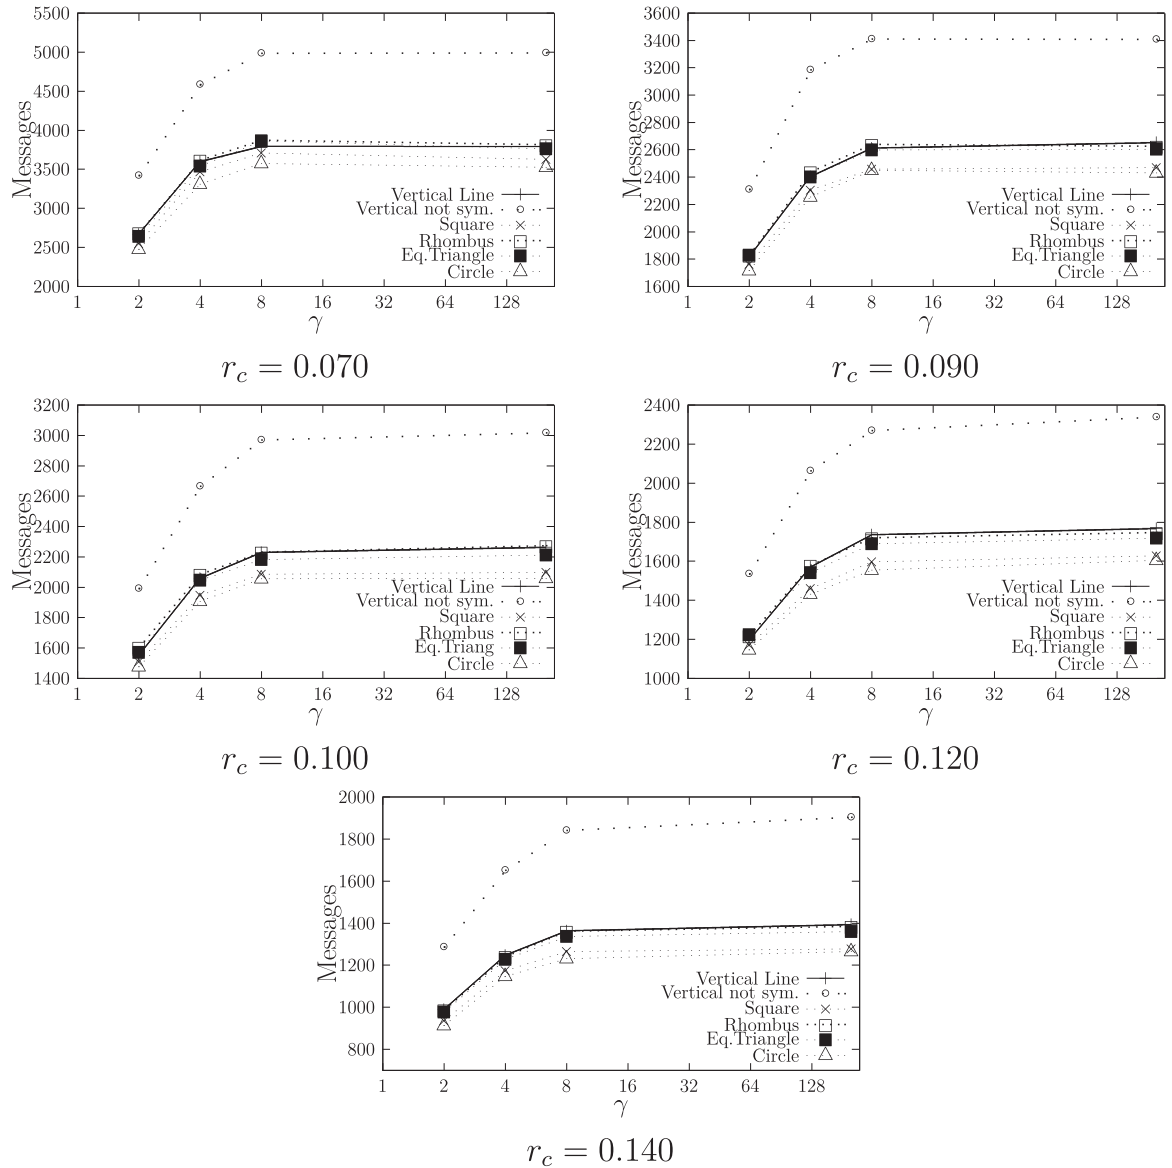 5500
5000
4500
4000
3500
3000
2500
2000
Messages
Vertical Line
Vertical not sym.
Square
Rhombus
Eq.Triangle
Circle
1 2 4 8 16 32 64 128
γ
r_c = 0.070
3600
3400
3200
3000
2800
2600
2400
2200
2000
1800
1600
Messages
Vertical Line
Vertical not sym.
Square
Rhombus
Eq.Triangle
Circle
1 2 4 8 16 32 64 128
γ
r_c = 0.090
3200
3000
2800
2600
2400
2200
2000
1800
1600
1400
Messages
Vertical Line
Vertical not sym.
Square
Rhombus
Eq.Triang
Circle
1 2 4 8 16 32 64 128
γ
r_c = 0.100
2400
2200
2000
1800
1600
1400
1200
1000
Messages
Vertical Line
Vertical not sym.
Square
Rhombus
Eq.Triangle
Circle
1 2 4 8 16 32 64 128
γ
r_c = 0.120
2000
1800
1600
1400
1200
1000
800
Messages
Vertical Line
Vertical not sym.
Square
Rhombus
Eq.Triangle
Circle
1 2 4 8 16 32 64 128
γ
r_c = 0.140